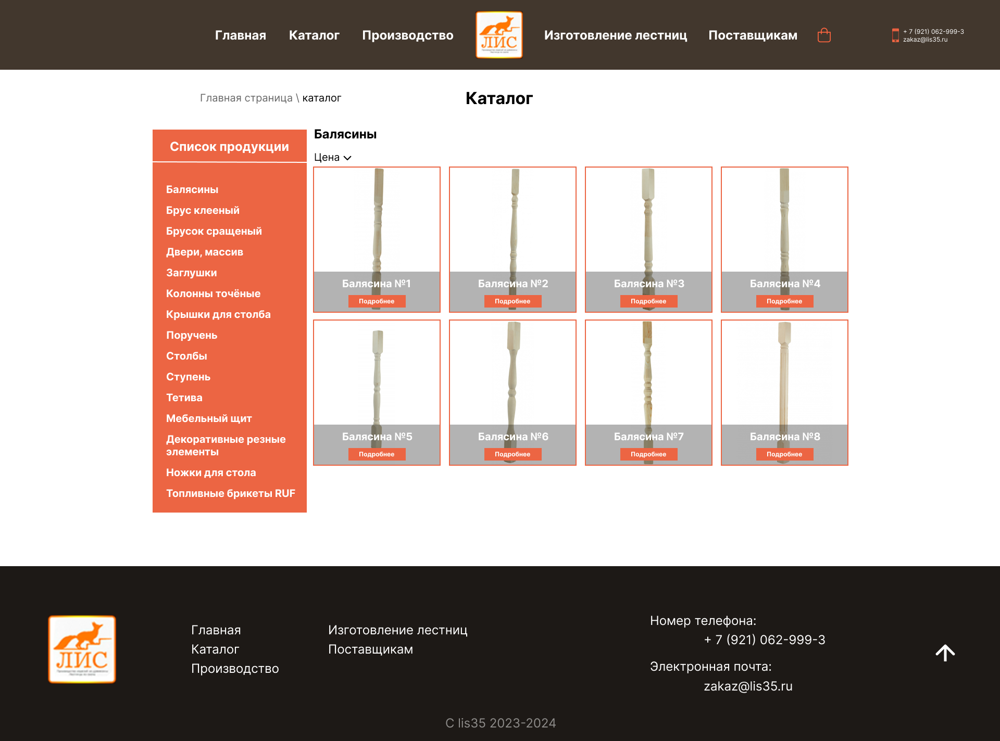 Главная
Каталог
Производство
ЛИС
Изготовление лестниц
Поставщикам
+ 7 (921) 062-999-3
zakaz@lis35.ru
Главная страница \ каталог
Каталог
Список продукции
Балясины
Брус клееный
Брусок сращеный
Двери, массив
Заглушки
Колонны точёные
Крышки для столба
Поручень
Столбы
Ступень
Тетива
Мебельный щит
Декоративные резные
элементы
Ножки для стола
Топливные брикеты RUF
Балясины
Цена
Балясина №1
Подробнее
Балясина №2
Подробнее
Балясина №3
Подробнее
Балясина №4
Подробнее
Балясина №5
Подробнее
Балясина №6
Подробнее
Балясина №7
Подробнее
Балясина №8
Подробнее
ЛИС
Главная
Каталог
Производство
Изготовление лестниц
Поставщикам
Номер телефона:
+ 7 (921) 062-999-3
Электронная почта:
zakaz@lis35.ru
С lis35 2023-2024